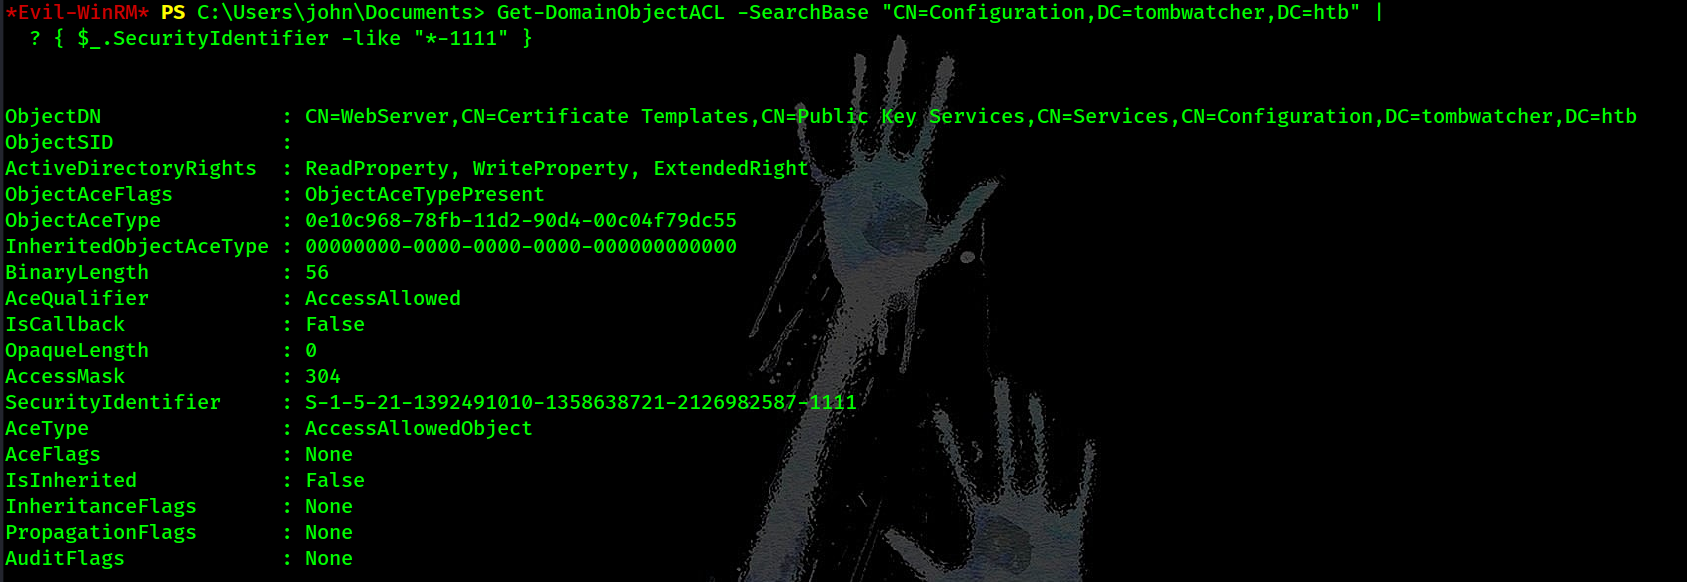 *Evil-WinRM* PS C:\Users\john\Documents> Get-DomainObjectACL -SearchBase "CN=Configuration,DC=tombwatcher,DC=htb" |
  ? { $_.SecurityIdentifier -like "*-1111" }
ObjectDN               : CN=WebServer,CN=Certificate Templates,CN=Public Key Services,CN=Services,CN=Configuration,DC=tombwatcher,DC=htb
ObjectSID              :
ActiveDirectoryRights  : ReadProperty, WriteProperty, ExtendedRight
ObjectAceFlags         : ObjectAceTypePresent
ObjectAceType          : 0e10c968-78fb-11d2-90d4-00c04f79dc55
InheritedObjectAceType : 00000000-0000-0000-0000-000000000000
BinaryLength           : 56
AceQualifier           : AccessAllowed
IsCallback             : False
OpaqueLength           : 0
AccessMask             : 304
SecurityIdentifier     : S-1-5-21-1392491010-1358638721-2126982587-1111
AceType                : AccessAllowedObject
AceFlags               : None
IsInherited            : False
InheritanceFlags       : None
PropagationFlags       : None
AuditFlags             : None